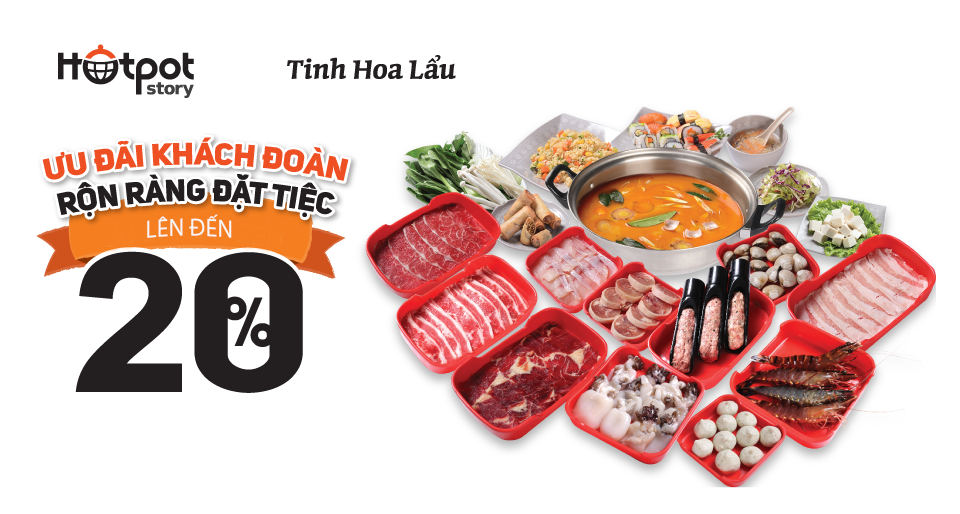 Hotpot
story
Tinh Hoa Lẩu
ƯU ĐÃI KHÁCH ĐOÀN
RỘN RÀNG ĐẶT TIỆC
LÊN ĐẾN
20%